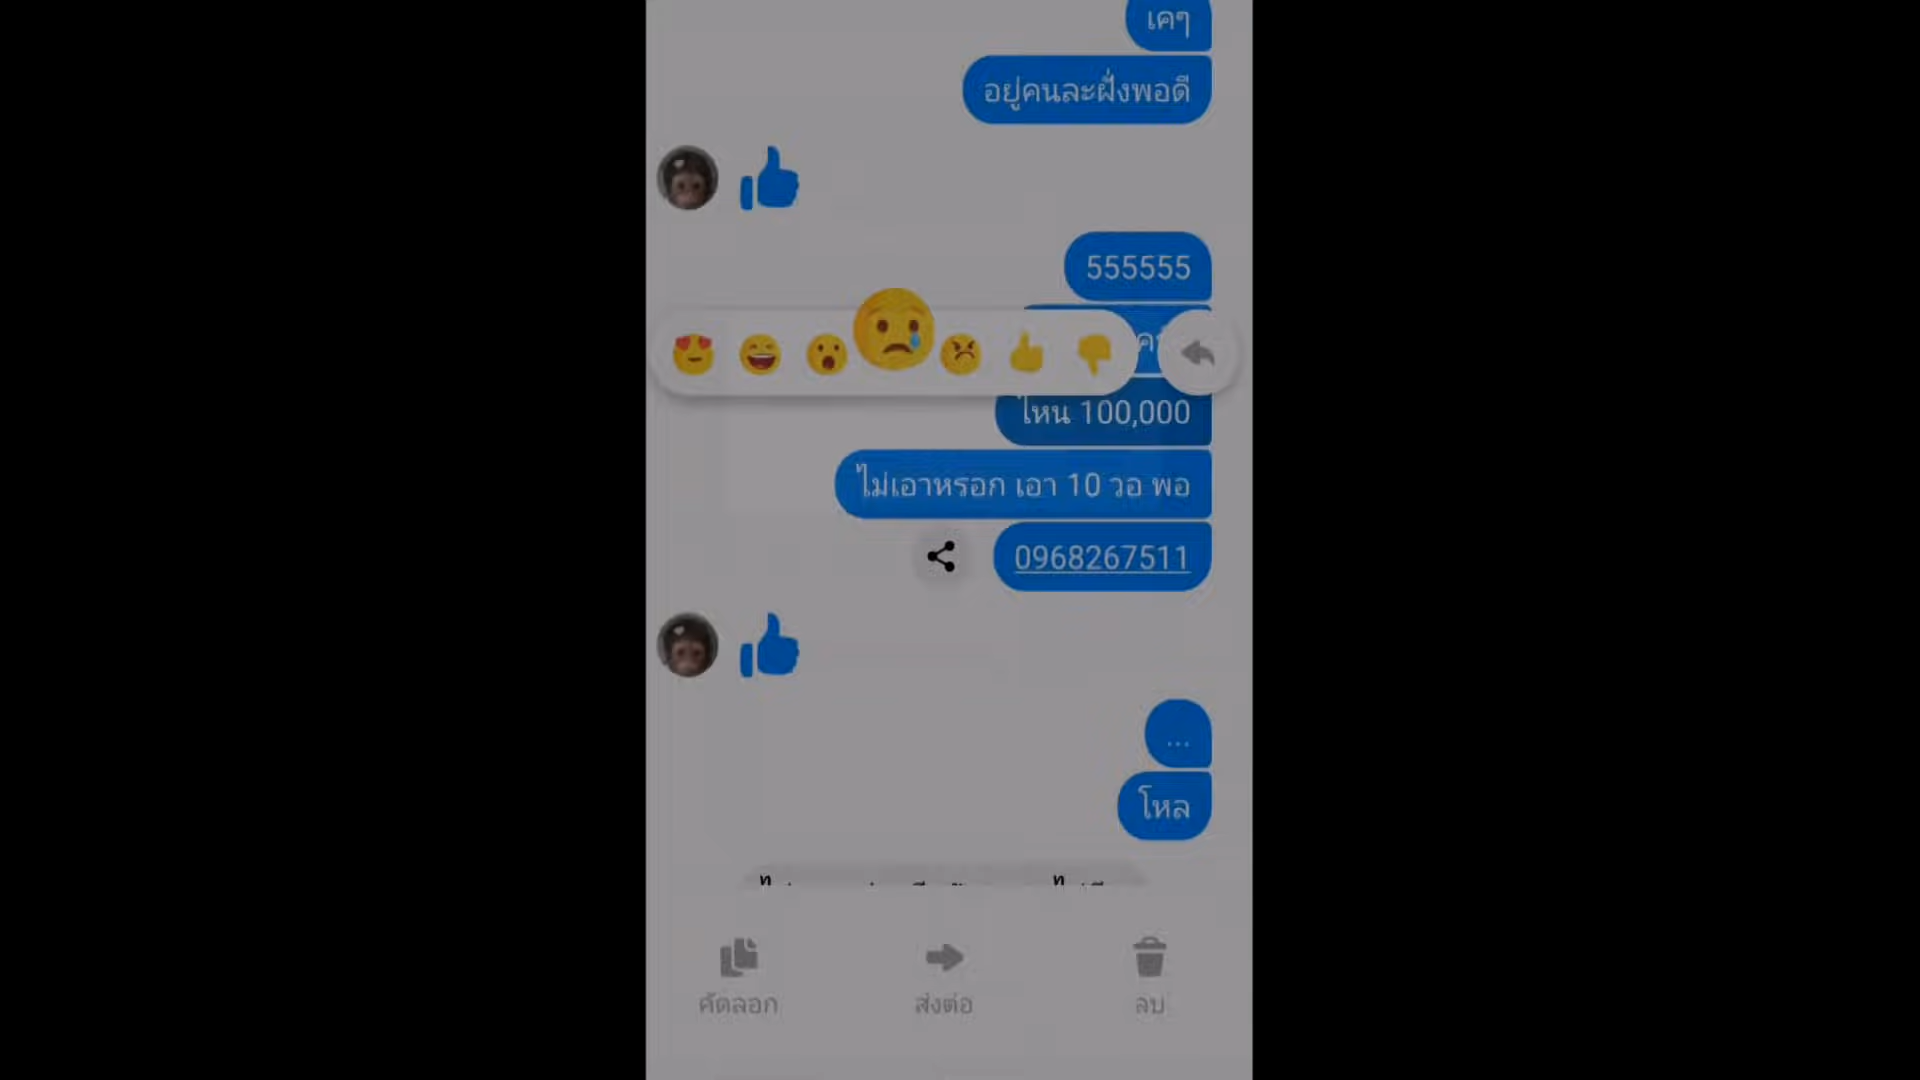 เคๆ
อยู่คนละฝั่งพอดี
555555
ไหน 100,000
ไม่เอาหรอก เอา 10 วอ พอ
0968267511
...
โหล
คัดลอก
ส่งต่อ
ลบ